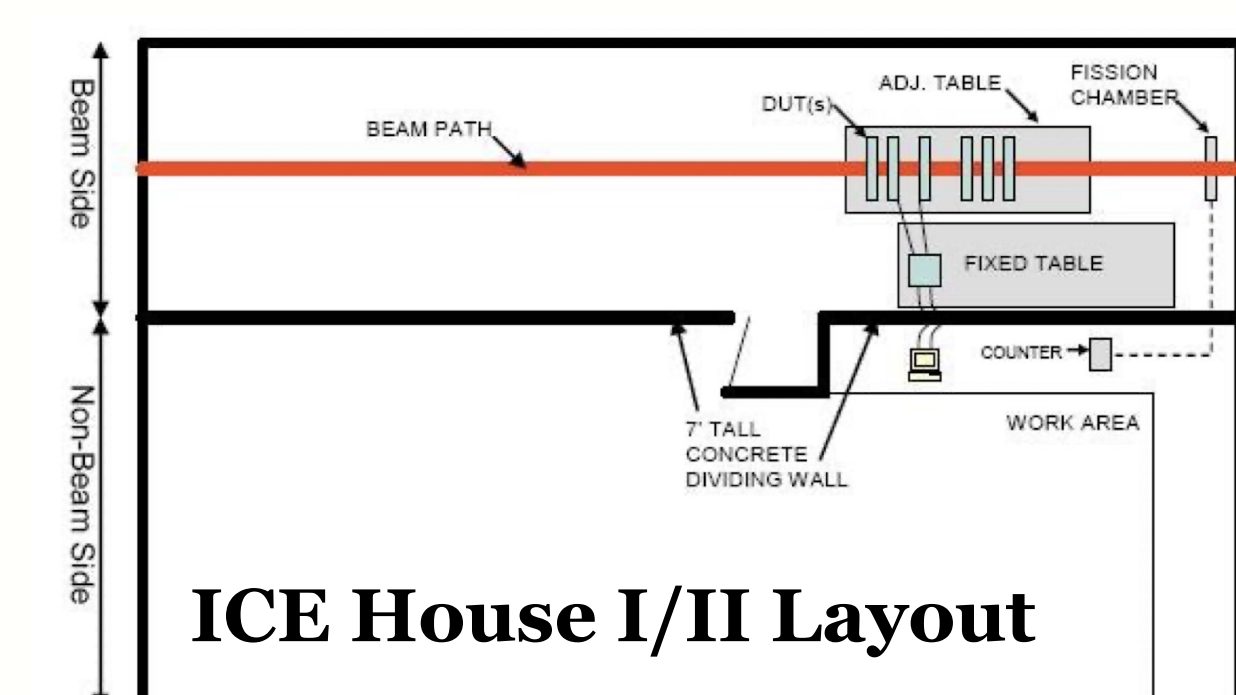 Beam Side
BEAM PATH
DUT(s)
ADJ. TABLE
FISSION
CHAMBER
FIXED TABLE
COUNTER
WORK AREA
7' TALL
CONCRETE
DIVIDING WALL
Non-Beam Side
ICE House I/II Layout